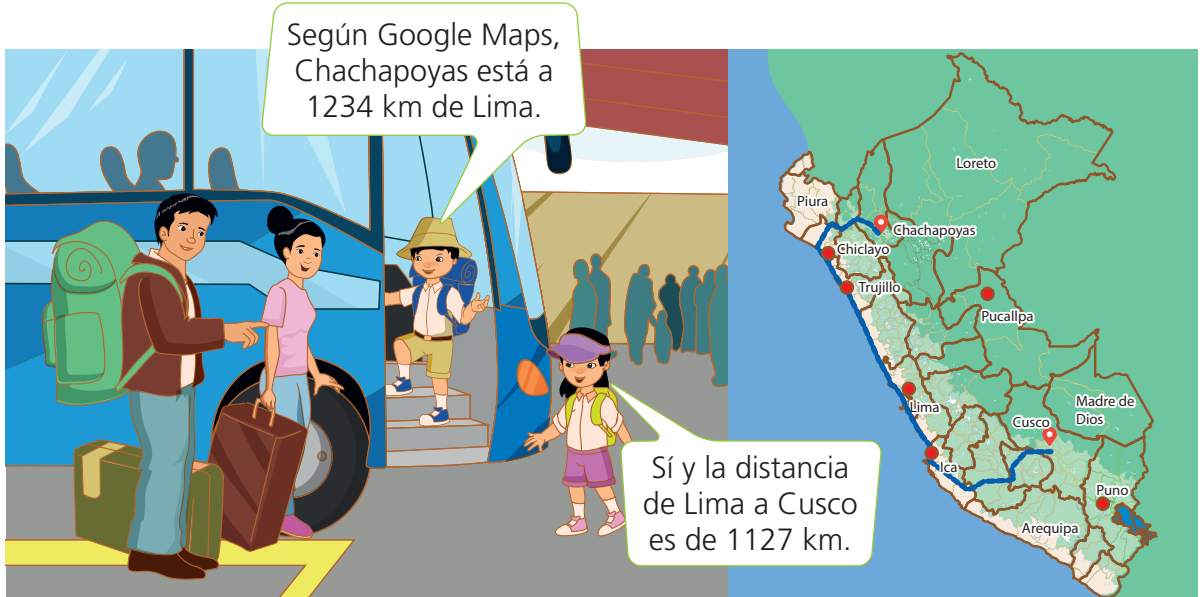 Según Google Maps,
Chachapoyas está a
1234 km de Lima.
Sí y la distancia
de Lima a Cusco
es de 1127 km.
Loreto
Piura
Chachapoyas
Chiclayo
Trujillo
Pucallpa
Lima
Madre de
Dios
Cusco
Ica
Puno
Arequipa